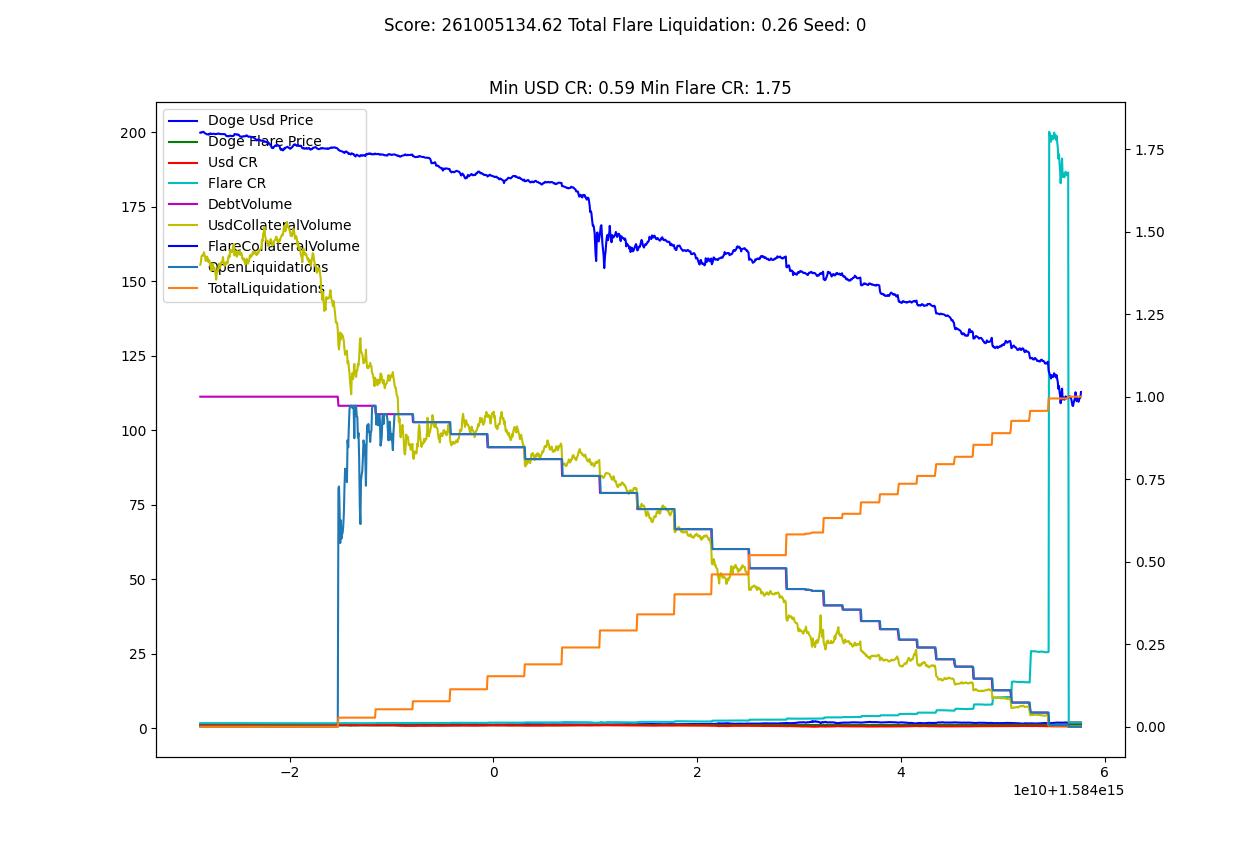 Score: 261005134.62 Total Flare Liquidation: 0.26 Seed: 0
Min USD CR: 0.59 Min Flare CR: 1.75
Doge Usd Price
Doge Flare Price
Usd CR
Flare CR
DebtVolume
UsdCollateralVolume
FlareCollateralVolume
OpenLiquidations
TotalLiquidations
200
175
150
125
100
75
50
25
0
1.75
1.50
1.25
1.00
0.75
0.50
0.25
0.00
−2 0 2 4 6
1e10+1.584e15